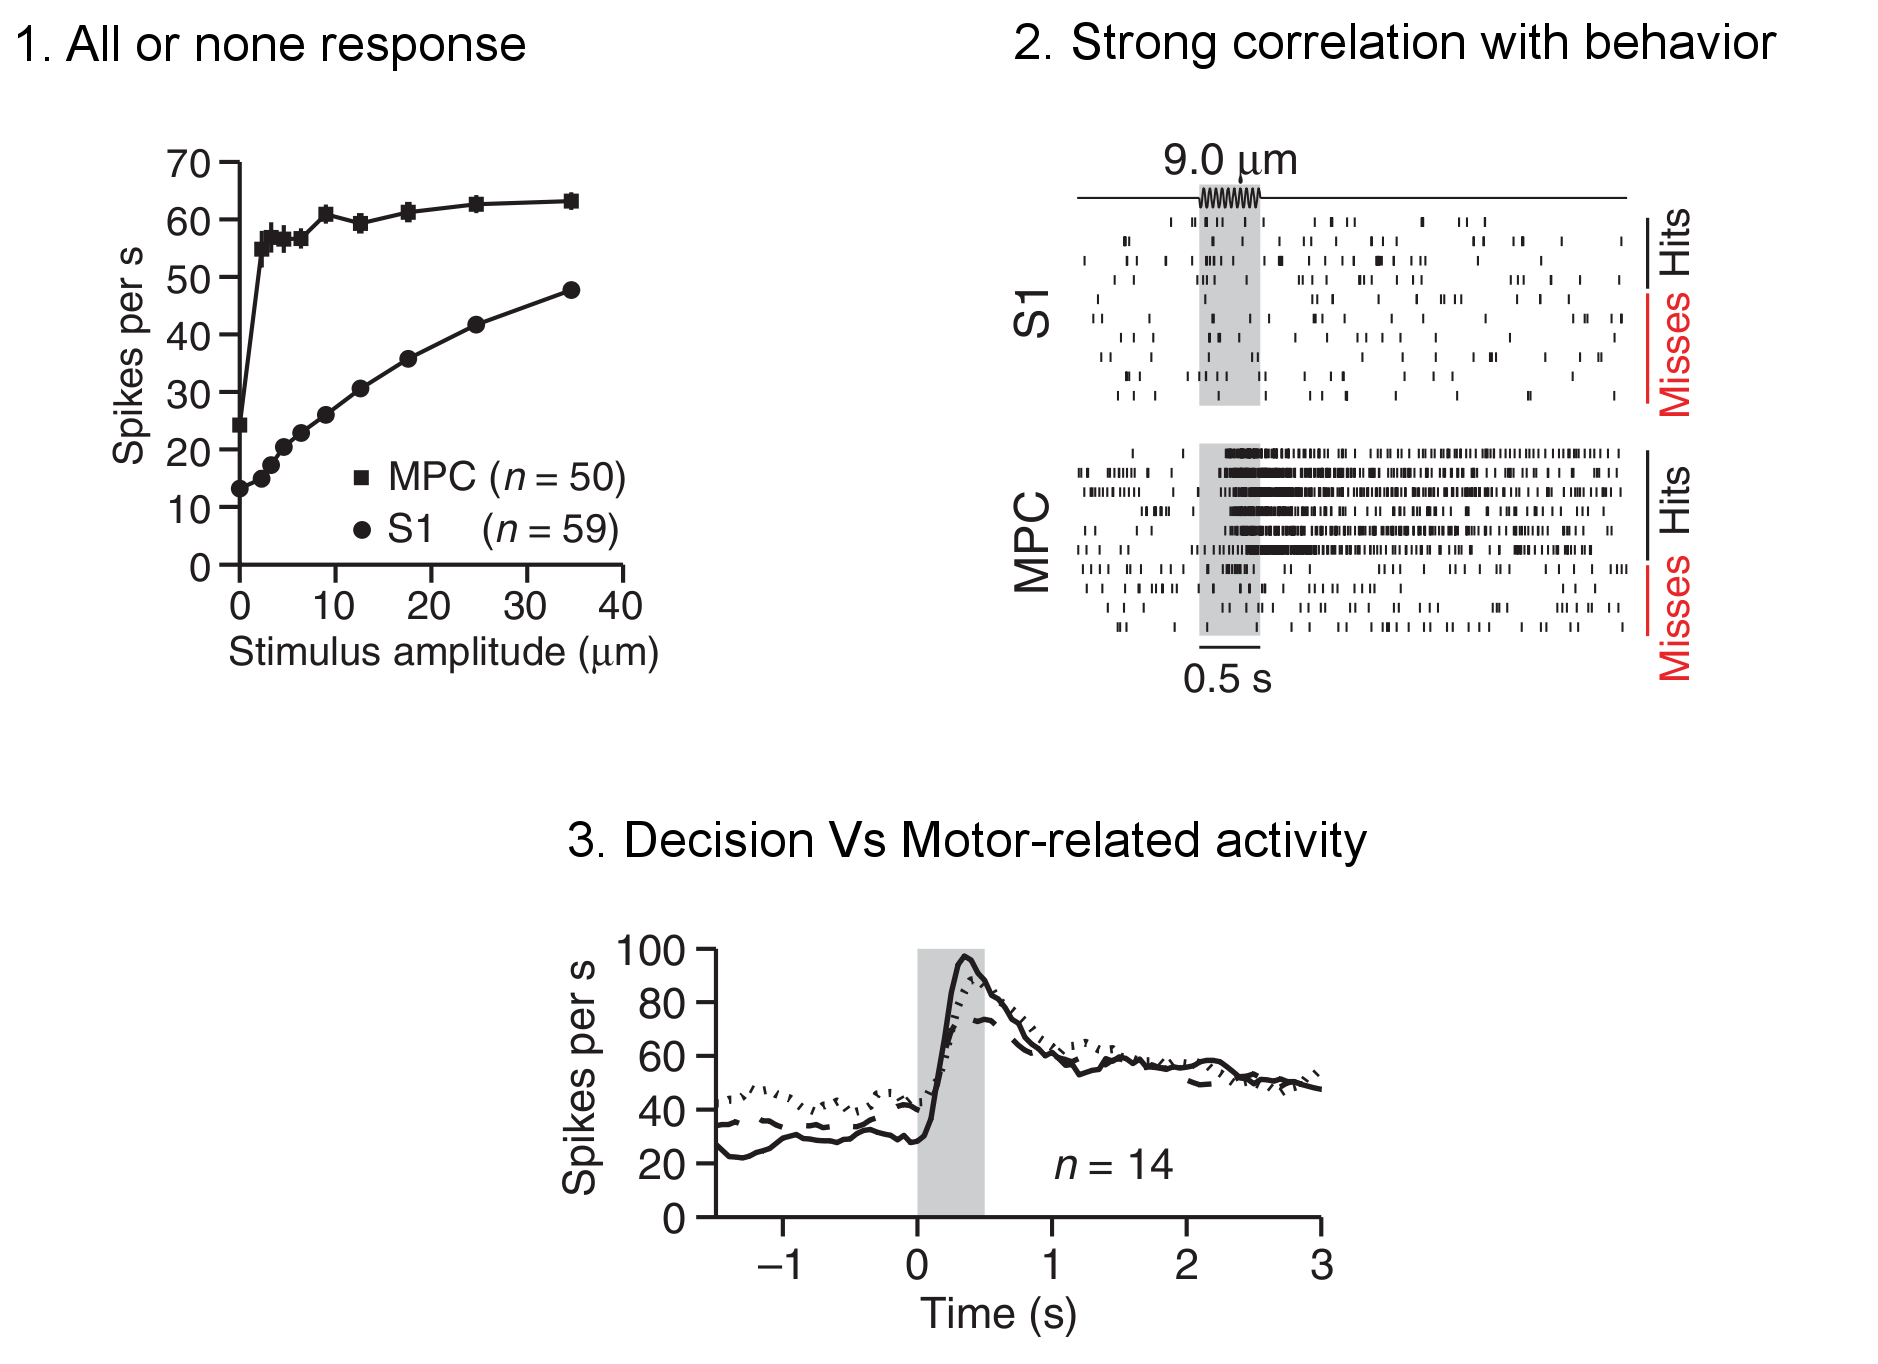 1. All or none response
2. Strong correlation with behavior
70
60
50
40
30
20
10
0
Spikes per s
0 10 20 30 40
Stimulus amplitude (μm)
MPC (n = 50)
S1 (n = 59)
9.0 μm
S1
Hits
Misses
MPC
Hits
Misses
0.5 s
3. Decision Vs Motor-related activity
100
80
60
40
20
0
Spikes per s
n = 14
–1 0 1 2 3
Time (s)